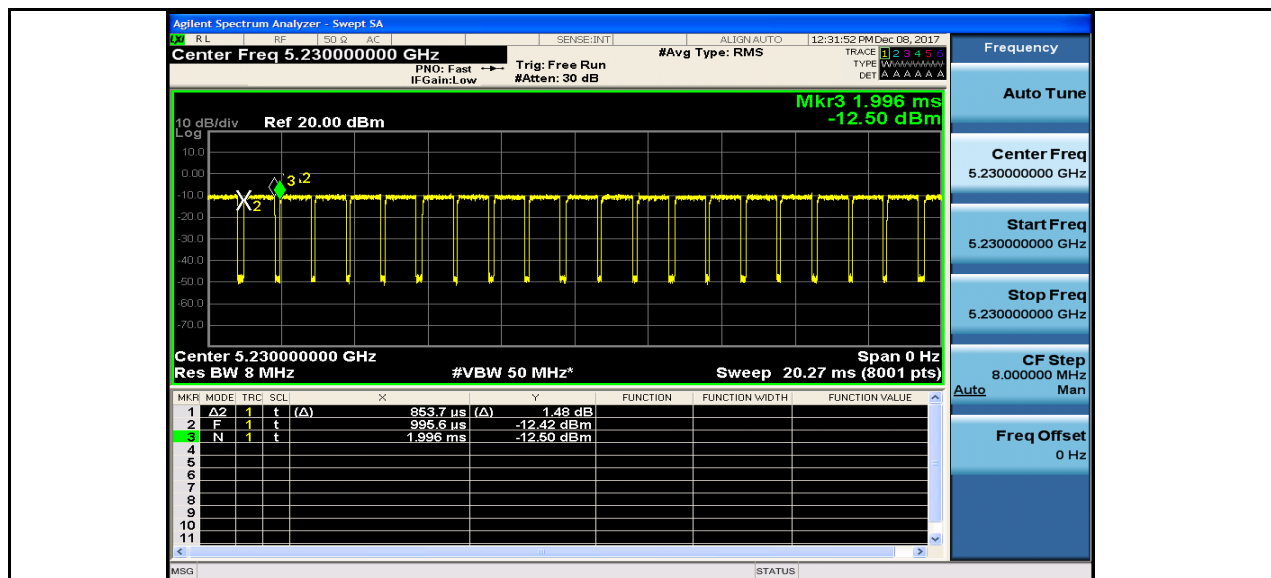 Agilent Spectrum Analyzer - Swept SA
LXI RL RF 50 Ω AC SENSE:INT ALIGN AUTO 12:31:52 PM Dec 08, 2017
Center Freq 5.230000000 GHz
PNO: Fast
IFGain:Low
Trig: Free Run
#Atten: 30 dB
#Avg Type: RMS
TRACE 1 2 3 4 5 6
TYPE W
DET A A A A A A
Mkr3 1.996 ms
-12.50 dBm
10 dB/div Ref 20.00 dBm
Log
10.0
0.00
-10.0
-20.0
-30.0
-40.0
-50.0
-60.0
-70.0
2
3
Center 5.230000000 GHz Span 0 Hz
Res BW 8 MHz #VBW 50 MHz* Sweep 20.27 ms (8001 pts)
MKR MODE TRC SCL X Y FUNCTION FUNCTION WIDTH FUNCTION VALUE
1 Δ2 1 t (Δ) 853.7 µs (Δ) 1.48 dB
2 F 1 t 995.6 µs -12.42 dBm
3 N 1 t 1.996 ms -12.50 dBm
4
5
6
7
8
9
10
11
MSG STATUS
Frequency
Auto Tune
Center Freq
5.230000000 GHz
Start Freq
5.230000000 GHz
Stop Freq
5.230000000 GHz
CF Step
8.000000 MHz
Auto Man
Freq Offset
0 Hz